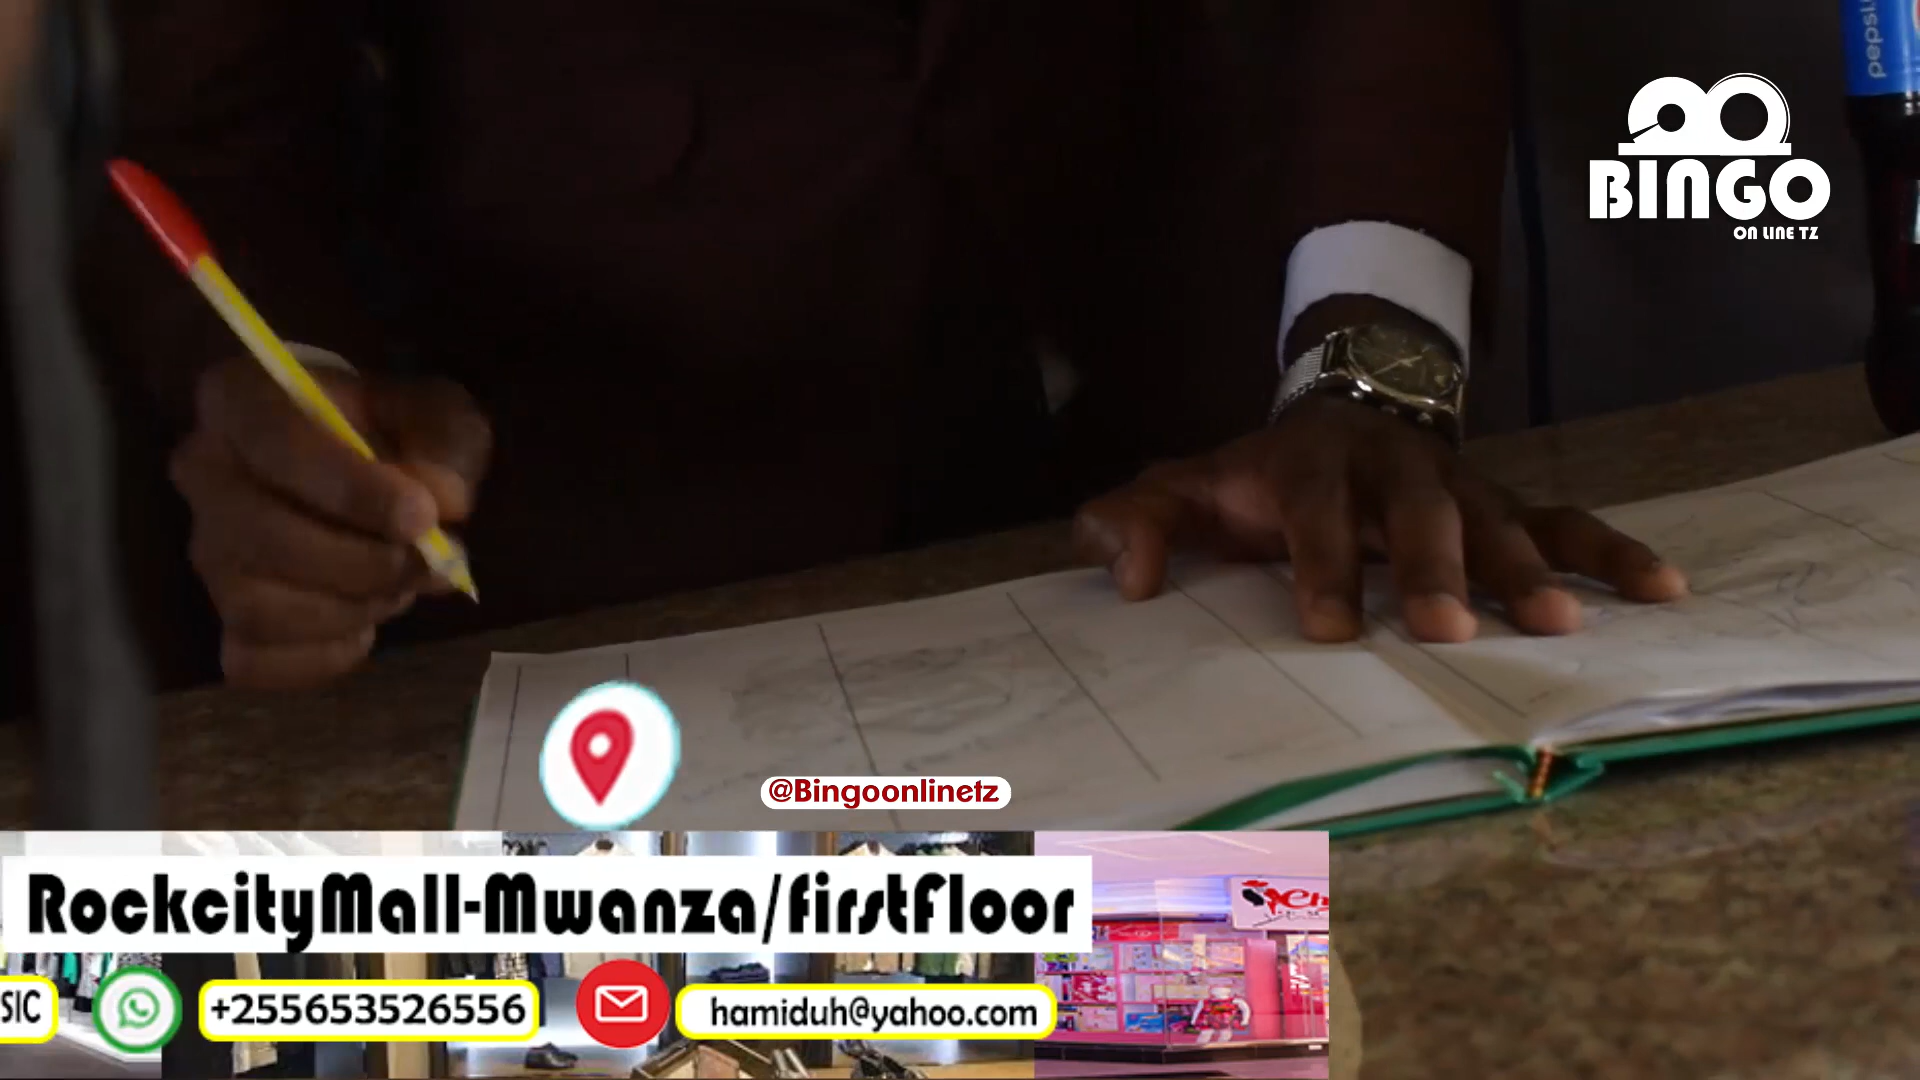 pepsi
BINGO
ON LINE TZ
@Bingoonlinetz
RockcityMall-Mwanza/firstFloor
SIC
+255653526556
hamiduh@yahoo.com